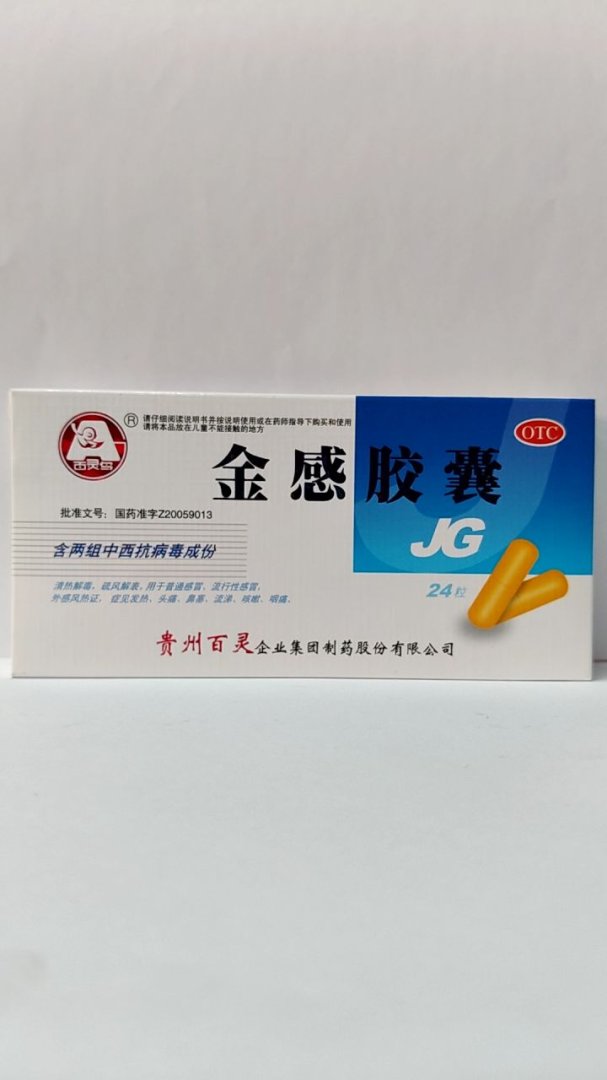 百灵鸟
®
请仔细阅读说明书并按说明使用或在药师指导下购买和使用
请将本品放在儿童不能接触的地方
OTC
金感胶囊
批准文号：国药准字Z20059013
JG
含两组中西抗病毒成份
清热解毒，疏风解表。用于普通感冒，流行性感冒，
外感风热证，症见发热、头痛、鼻塞、流涕、咳嗽、咽痛。
24粒
贵州百灵企业集团制药股份有限公司